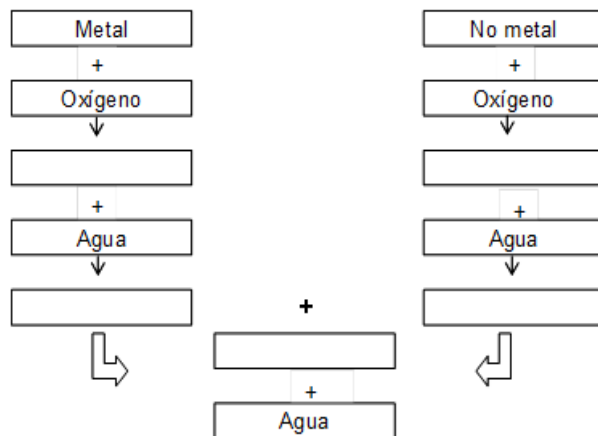 Metal
+
Oxígeno
+
Agua
No metal
+
Oxígeno
+
Agua
+
+
Agua